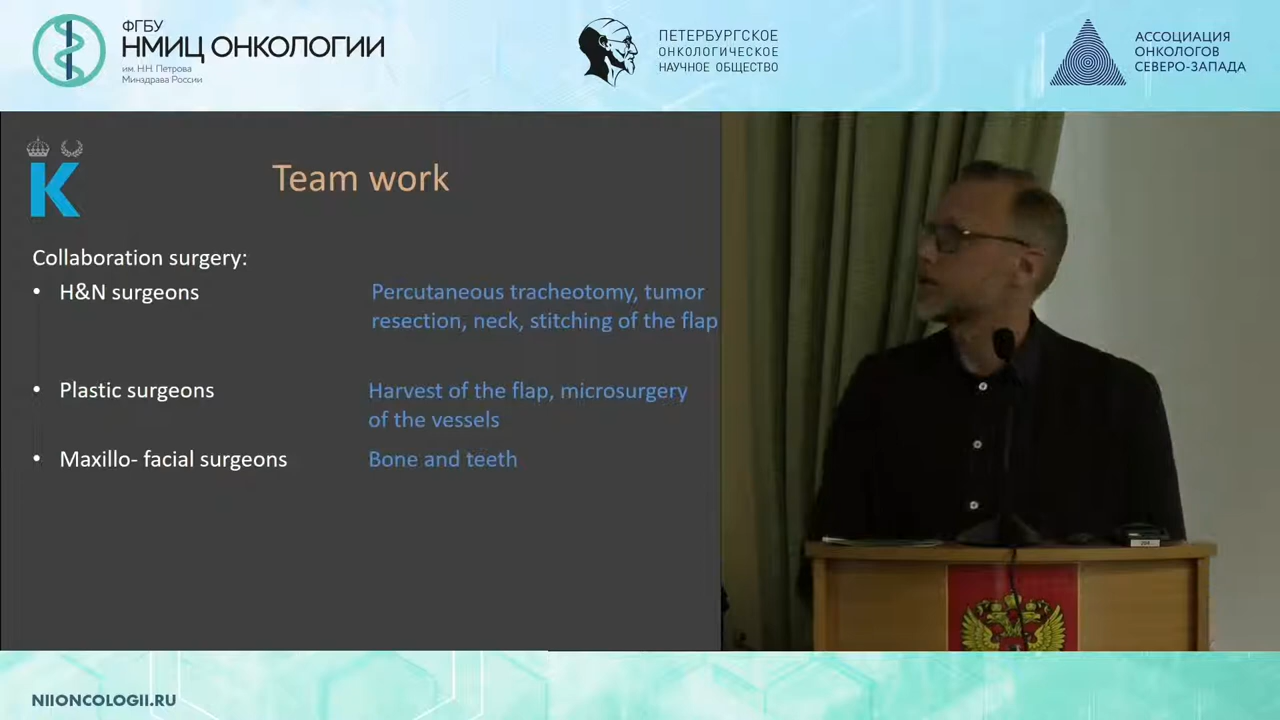 ФГБУ
НМИЦ ОНКОЛОГИИ
им. Н.Н. Петрова
Минздрава России
ПЕТЕРБУРГСКОЕ
ОНКОЛОГИЧЕСКОЕ
НАУЧНОЕ ОБЩЕСТВО
АССОЦИАЦИЯ
ОНКОЛОГОВ
СЕВЕРО-ЗАПАДА
K
Team work
Collaboration surgery:
• H&N surgeons
Percutaneous tracheotomy, tumor
resection, neck, stitching of the flap
• Plastic surgeons
Harvest of the flap, microsurgery
of the vessels
• Maxillo- facial surgeons
Bone and teeth
NIIONCOLOGII.RU